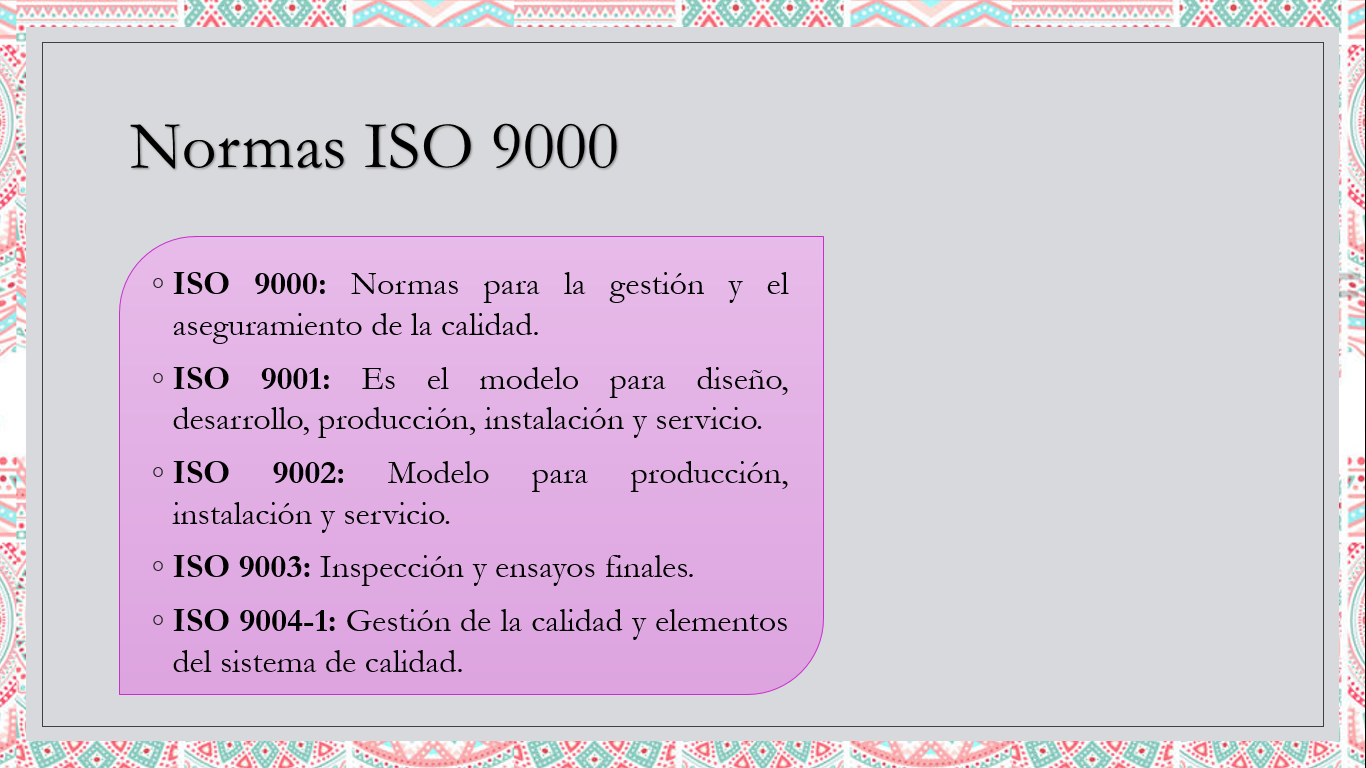 Normas ISO 9000
◦ ISO 9000: Normas para la gestión y el
aseguramiento de la calidad.
◦ ISO 9001: Es el modelo para diseño,
desarrollo, producción, instalación y servicio.
◦ ISO 9002: Modelo para producción,
instalación y servicio.
◦ ISO 9003: Inspección y ensayos finales.
◦ ISO 9004-1: Gestión de la calidad y elementos
del sistema de calidad.